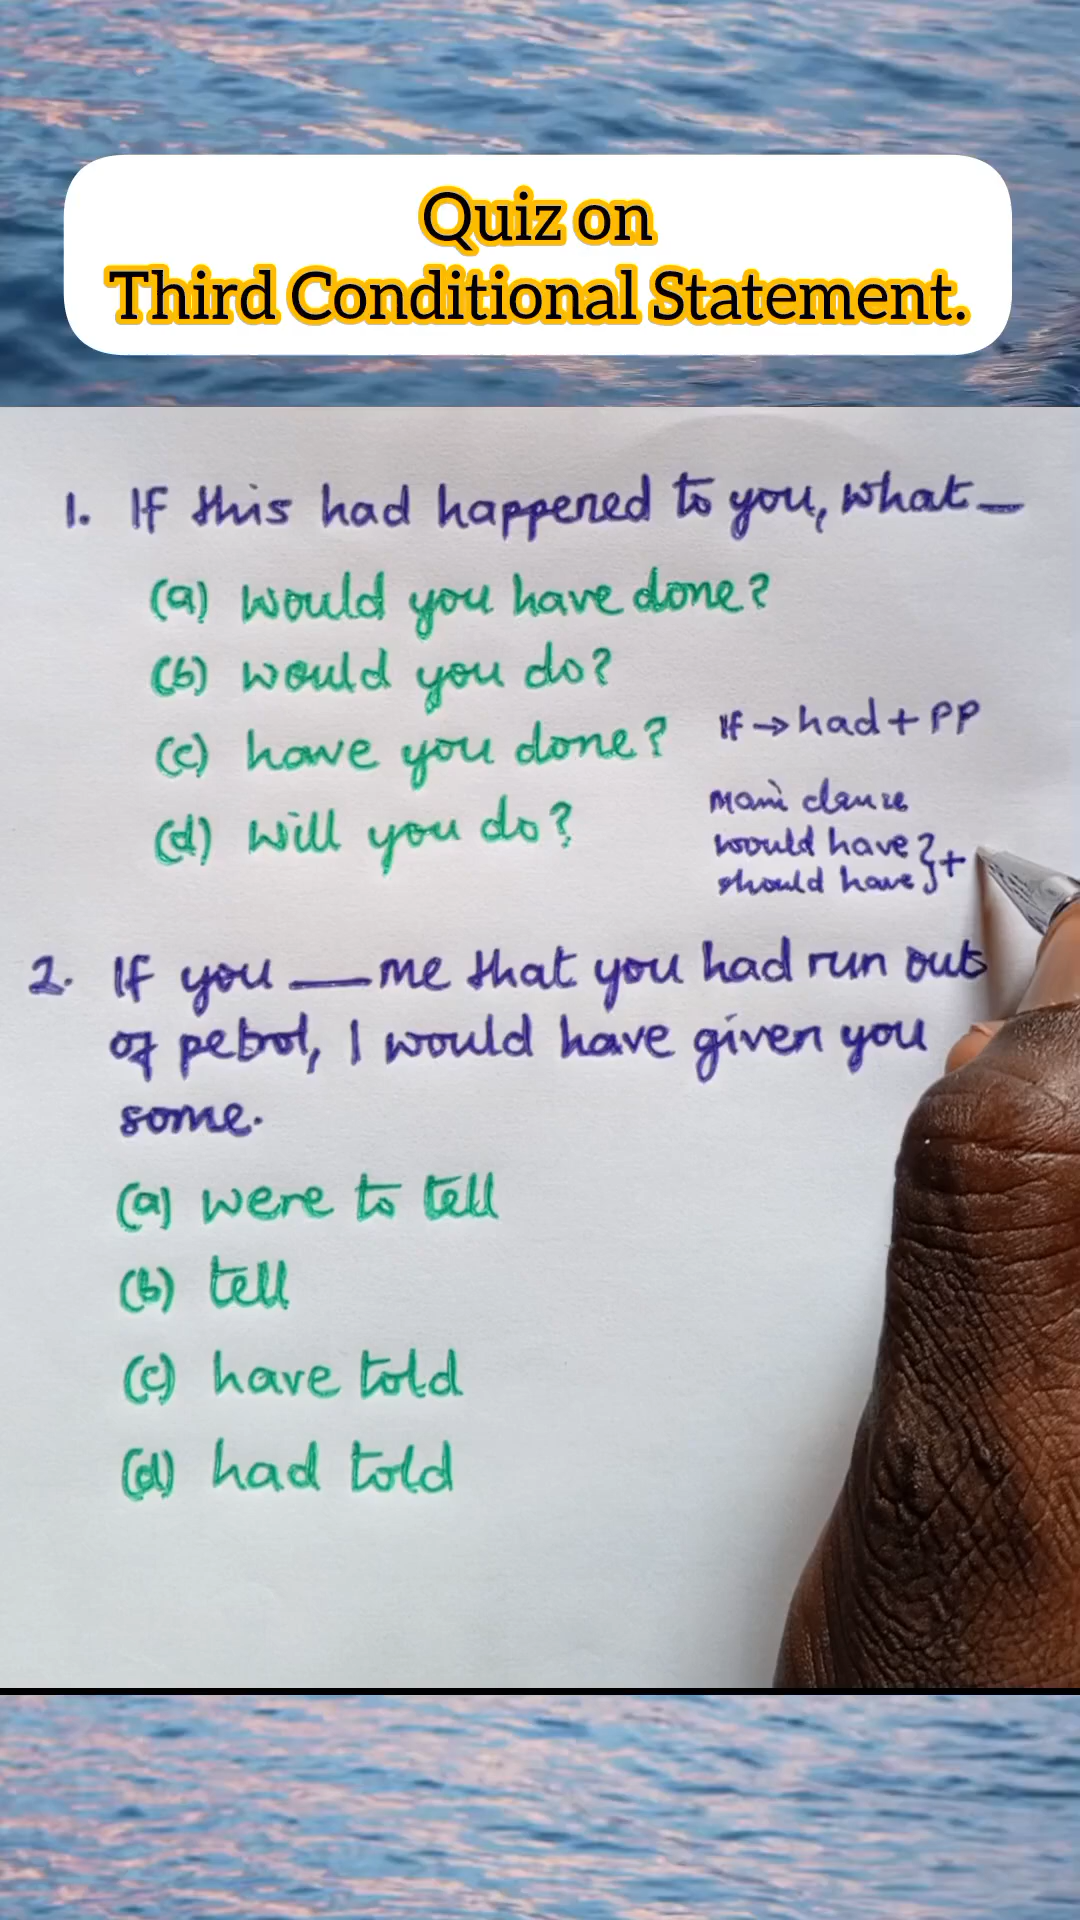 Quiz on
Third Conditional Statement.
1. If this had happened to you, what _
(a) would you have done?
(b) would you do?
(c) have you done?
(d) will you do?
If → had + PP
Main clause
would have } +
should have
2. If you ___ me that you had run out
of petrol, I would have given you
some.
(a) were to tell
(b) tell
(c) have told
(d) had told